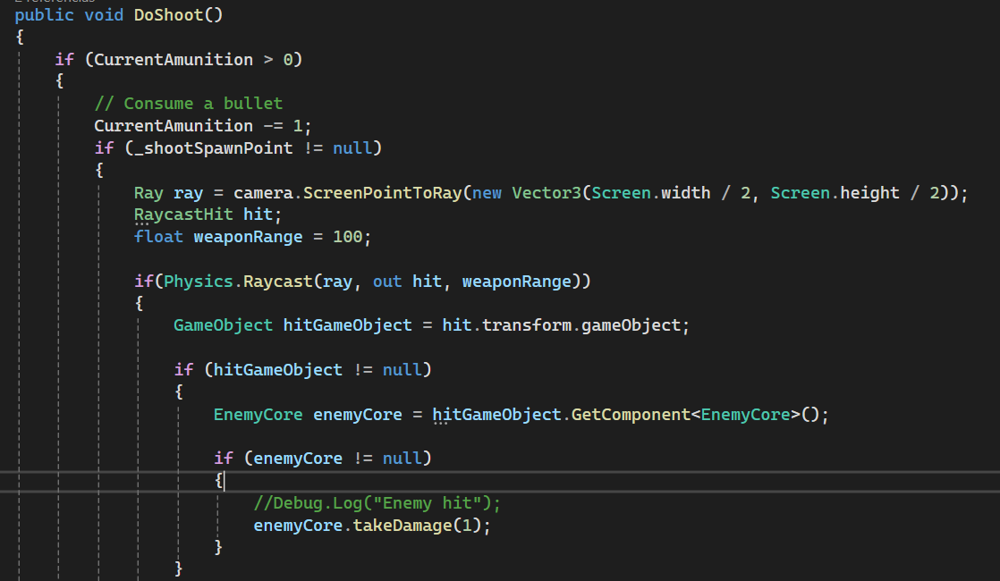 2 referencias
public void DoShoot()
{
if (CurrentAmunition > 0)
{
// Consume a bullet
CurrentAmunition -= 1;
if (_shootSpawnPoint != null)
{
Ray ray = camera.ScreenPointToRay(new Vector3(Screen.width / 2, Screen.height / 2));
RaycastHit hit;
float weaponRange = 100;
if(Physics.Raycast(ray, out hit, weaponRange))
{
GameObject hitGameObject = hit.transform.gameObject;
if (hitGameObject != null)
{
EnemyCore enemyCore = hitGameObject.GetComponent<EnemyCore>();
if (enemyCore != null)
{
//Debug.Log("Enemy hit");
enemyCore.takeDamage(1);
}
}